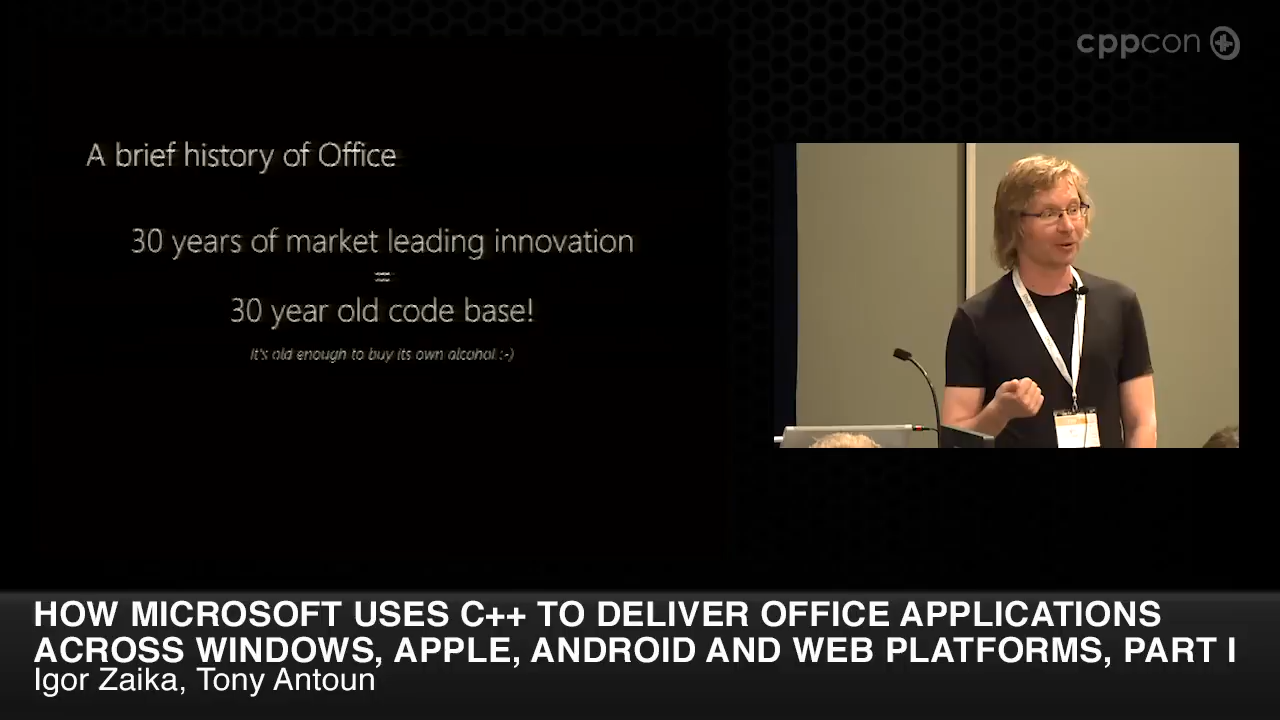 cppcon
A brief history of Office
30 years of market leading innovation
=
30 year old code base!
It's old enough to buy its own alcohol :-)
HOW MICROSOFT USES C++ TO DELIVER OFFICE APPLICATIONS
ACROSS WINDOWS, APPLE, ANDROID AND WEB PLATFORMS, PART I
Igor Zaika, Tony Antoun